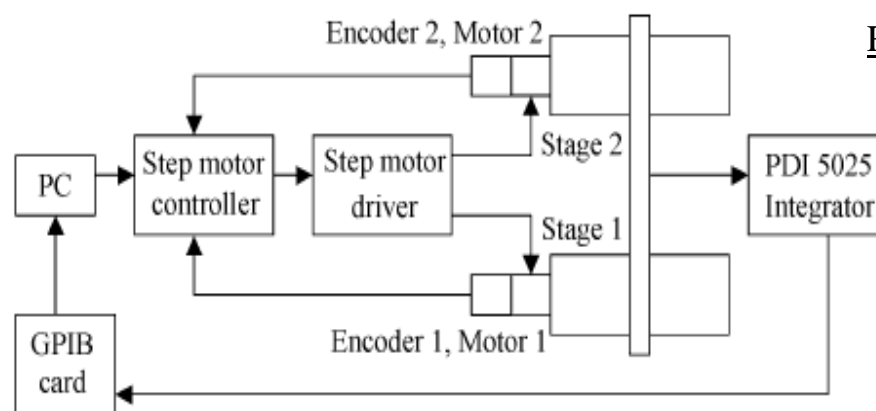 Encoder 2, Motor 2
Step motor
controller
Step motor
driver
Stage 2
PC
PDI 5025
Integrator
Stage 1
GPIB
card
Encoder 1, Motor 1